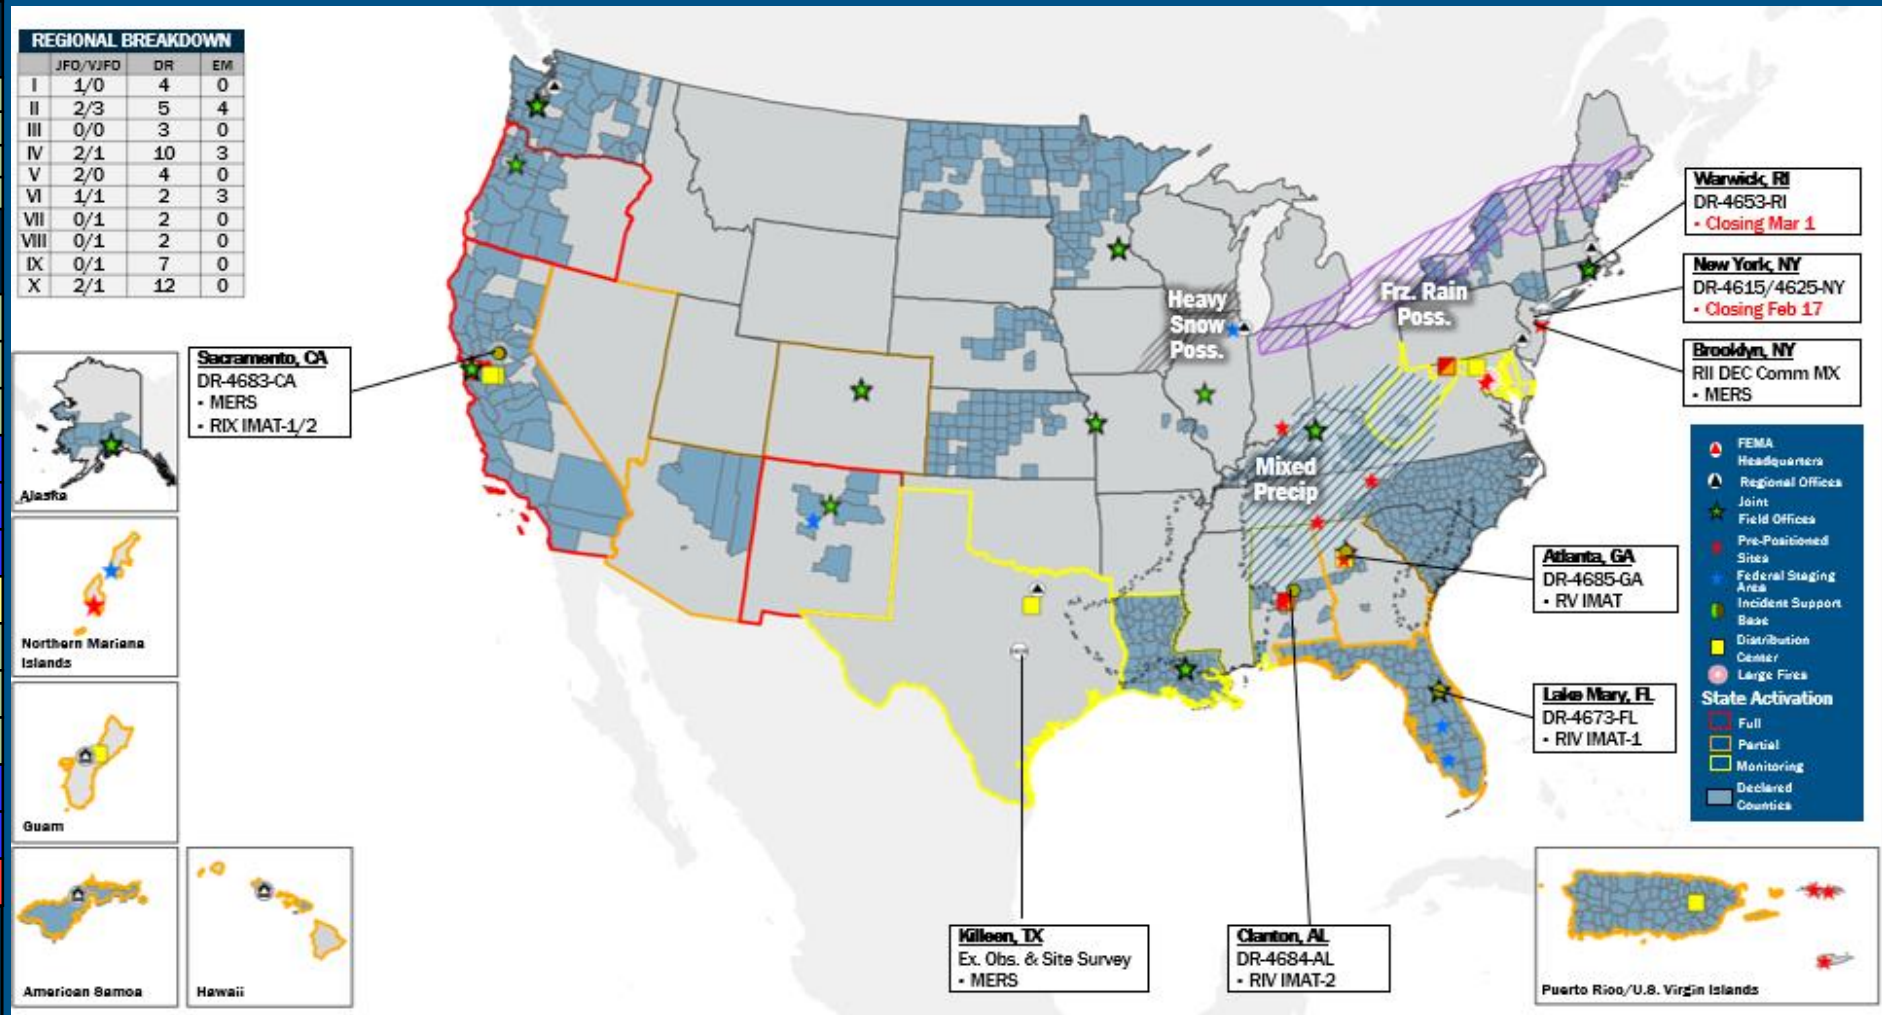 REGIONAL BREAKDOWN
JFO/VJFO DR EM
I 1/0 4 0
II 2/3 5 4
III 0/0 3 0
IV 2/1 10 3
V 2/0 4 0
VI 1/1 2 3
VII 0/1 2 0
VIII 0/1 2 0
IX 0/1 7 0
X 2/1 12 0
Warwick, RI
DR-4653-RI
- Closing Mar 1
New York, NY
DR-4615/4625-NY
- Closing Feb 17
Brooklyn, NY
RII DEC Comm MX
- MERS
Heavy
Snow
Poss.
Frz. Rain
Poss.
Mixed
Precip
Sacramento, CA
DR-4683-CA
- MERS
- RIX IMAT-1/2
Alaska
Northern Mariana
Islands
Guam
American Samoa
Hawaii
FEMA
Headquarters
Regional Offices
Joint
Field Offices
Pre-Positioned
Sites
Federal Staging
Area
Incident Support
Base
Distribution
Center
Large Fires
State Activation
Full
Partial
Monitoring
Declared
Counties
Atlanta, GA
DR-4685-GA
- RV IMAT
Lake Mary, FL
DR-4673-FL
- RIV IMAT-1
Killeen, TX
Ex. Obs. & Site Survey
- MERS
Clanton, AL
DR-4684-AL
- RIV IMAT-2
Puerto Rico/U.S. Virgin Islands